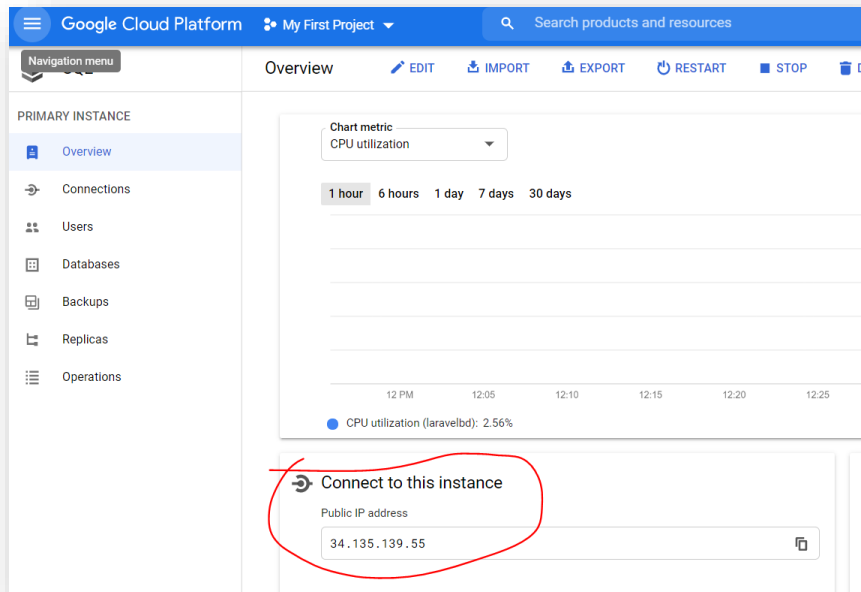 Google Cloud Platform
My First Project
Search products and resources
Navigation menu
Overview
EDIT
IMPORT
EXPORT
RESTART
STOP
PRIMARY INSTANCE
Overview
Connections
Users
Databases
Backups
Replicas
Operations
Chart metric
CPU utilization
1 hour 6 hours 1 day 7 days 30 days
12 PM 12:05 12:10 12:15 12:20 12:25
CPU utilization (laravelbd): 2.56%
Connect to this instance
Public IP address
34.135.139.55